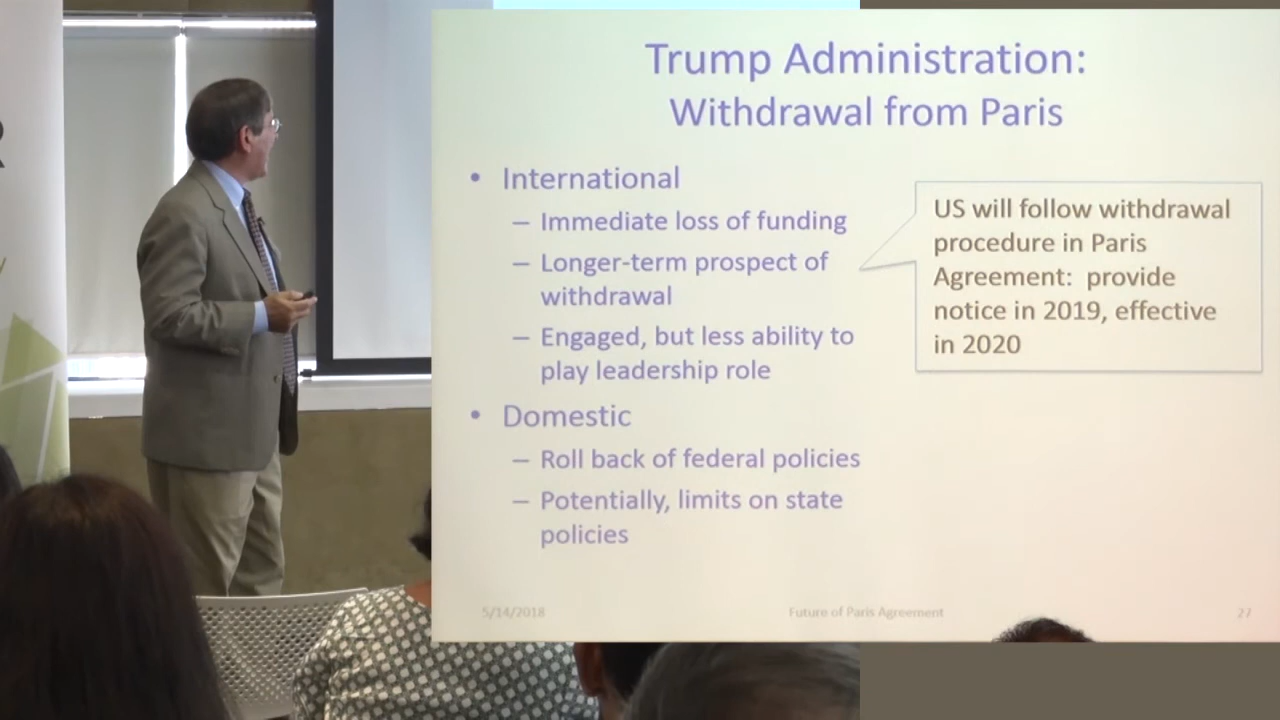 Trump Administration:
Withdrawal from Paris
• International
– Immediate loss of funding
– Longer-term prospect of
withdrawal
– Engaged, but less ability to
play leadership role
• Domestic
– Roll back of federal policies
– Potentially, limits on state
policies
US will follow withdrawal
procedure in Paris
Agreement:  provide
notice in 2019, effective
in 2020
5/14/2018
Future of Paris Agreement
27
R